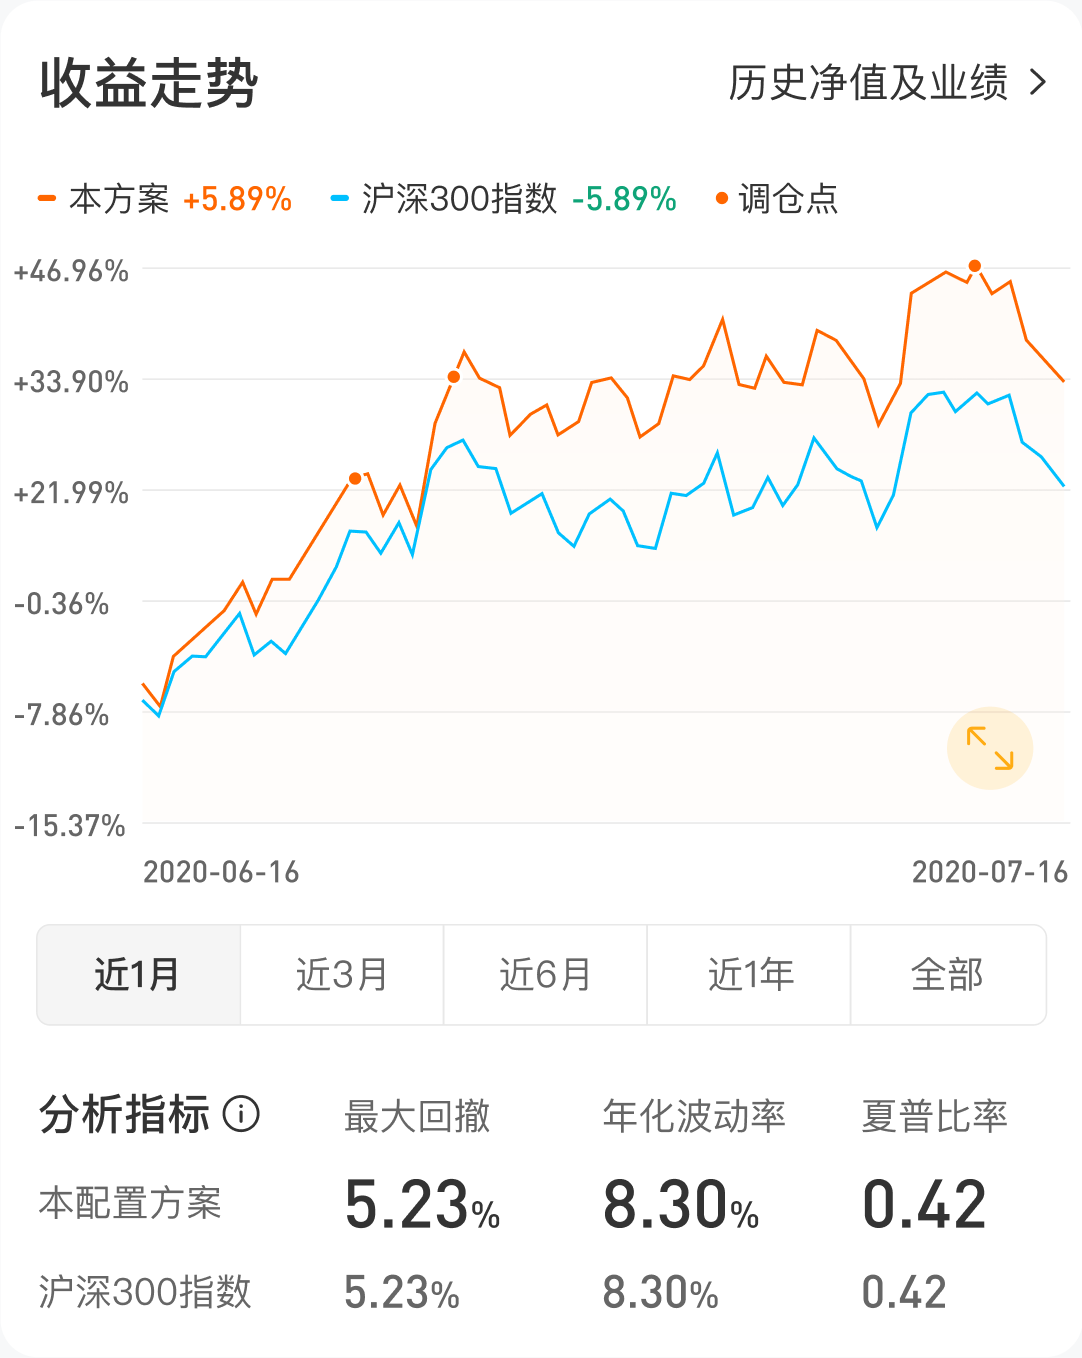 收益走势 历史净值及业绩
本方案 +5.89% 沪深300指数 -5.89% 调仓点
+46.96%
+33.90%
+21.99%
-0.36%
-7.86%
-15.37%
2020-06-16 2020-07-16
近1月 近3月 近6月 近1年 全部
分析指标 最大回撤 年化波动率 夏普比率
本配置方案 5.23% 8.30% 0.42
沪深300指数 5.23% 8.30% 0.42